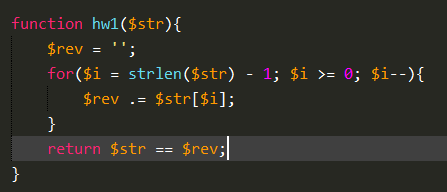 function hw1($str){
    $rev = '';
    for($i = strlen($str) - 1; $i >= 0; $i--){
        $rev .= $str[$i];
    }
    return $str == $rev;
}